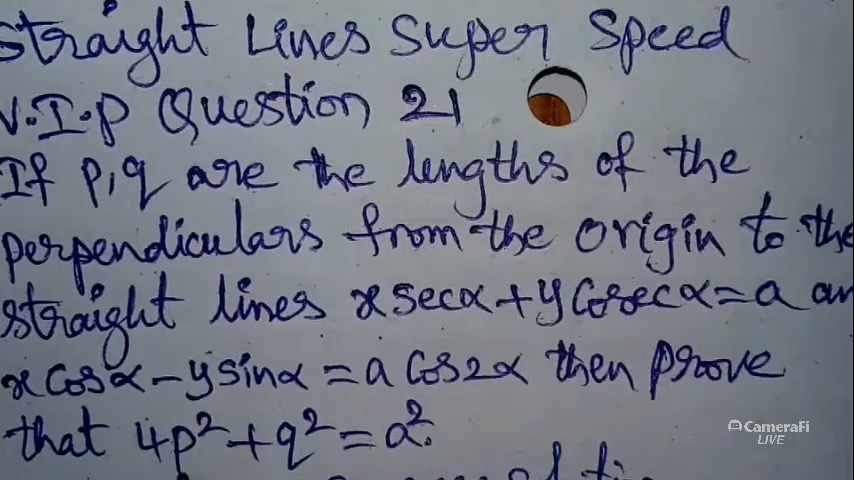 Straight Lines Super Speed
V.I.P Question 21
If p,q are the lengths of the
perpendiculars from the origin to the
straight lines x secα + y cosecα = a an
x cosα - y sinα = a cos2α then prove
that 4p² + q² = a².
CameraFi
LIVE